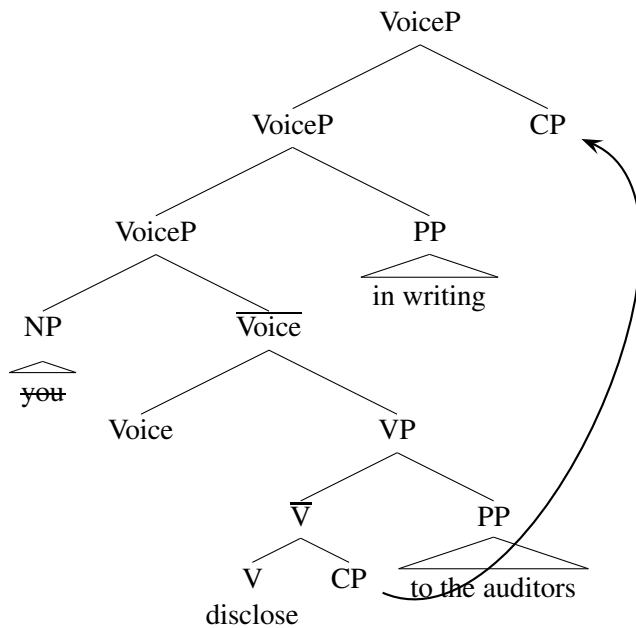 VoiceP
VoiceP CP
VoiceP PP
in writing
NP Voice
you
Voice VP
V PP
V CP to the auditors
disclose